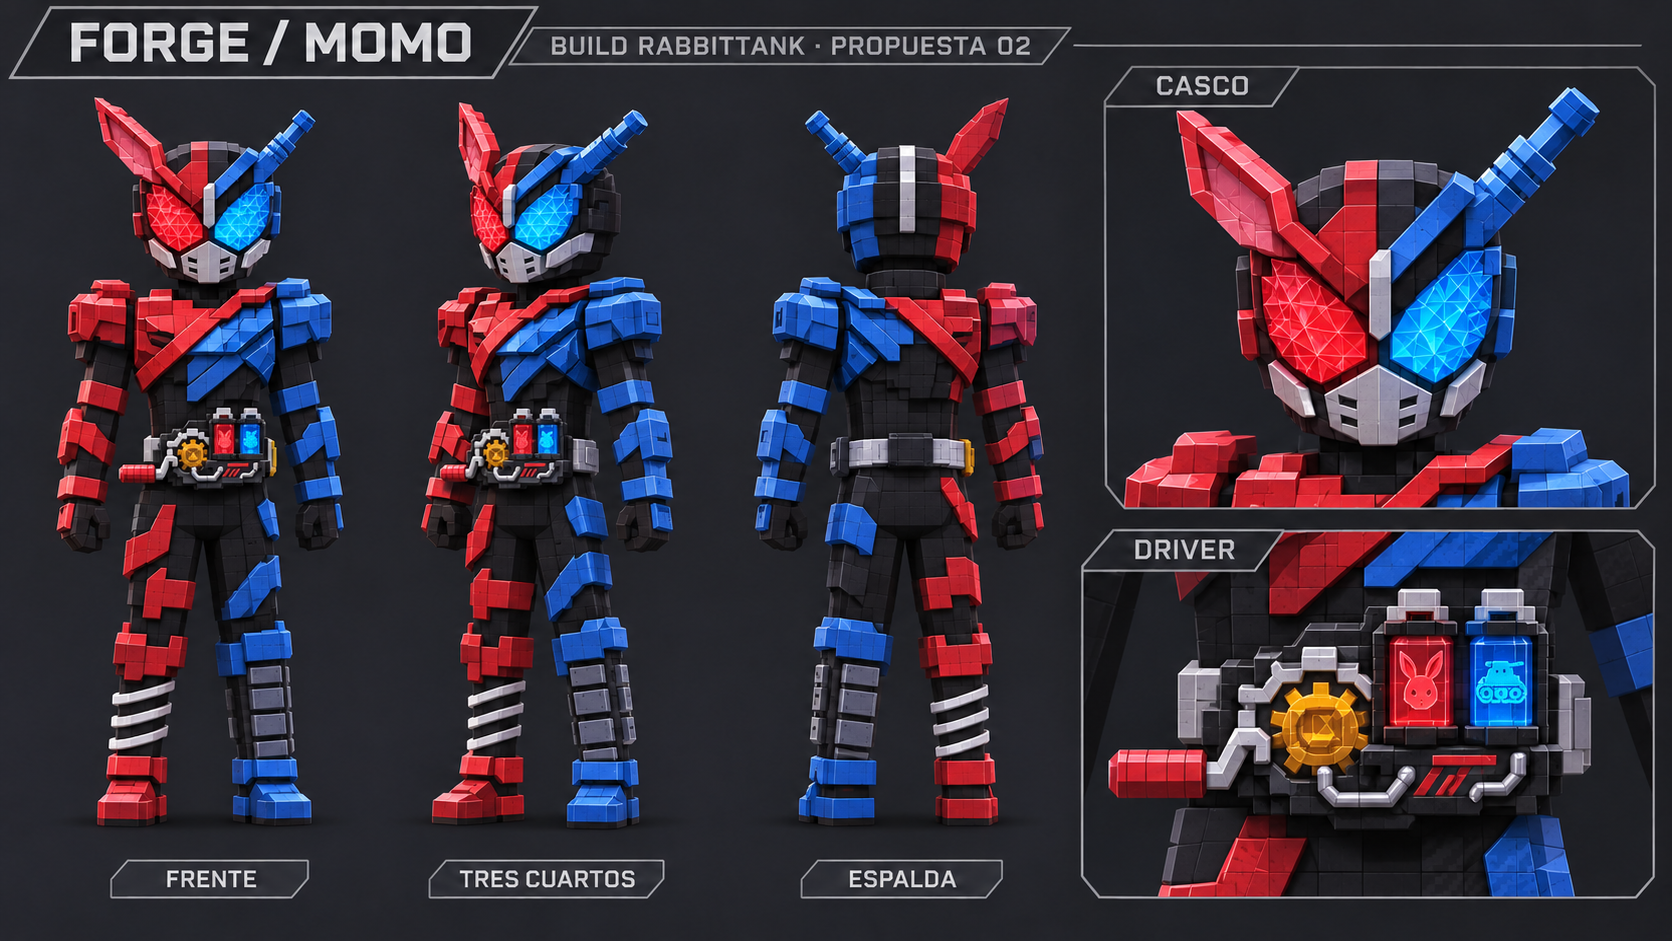 FORGE / MOMO
BUILD RABBITTANK · PROPUESTA 02
CASCO
DRIVER
FRENTE
TRES CUARTOS
ESPALDA